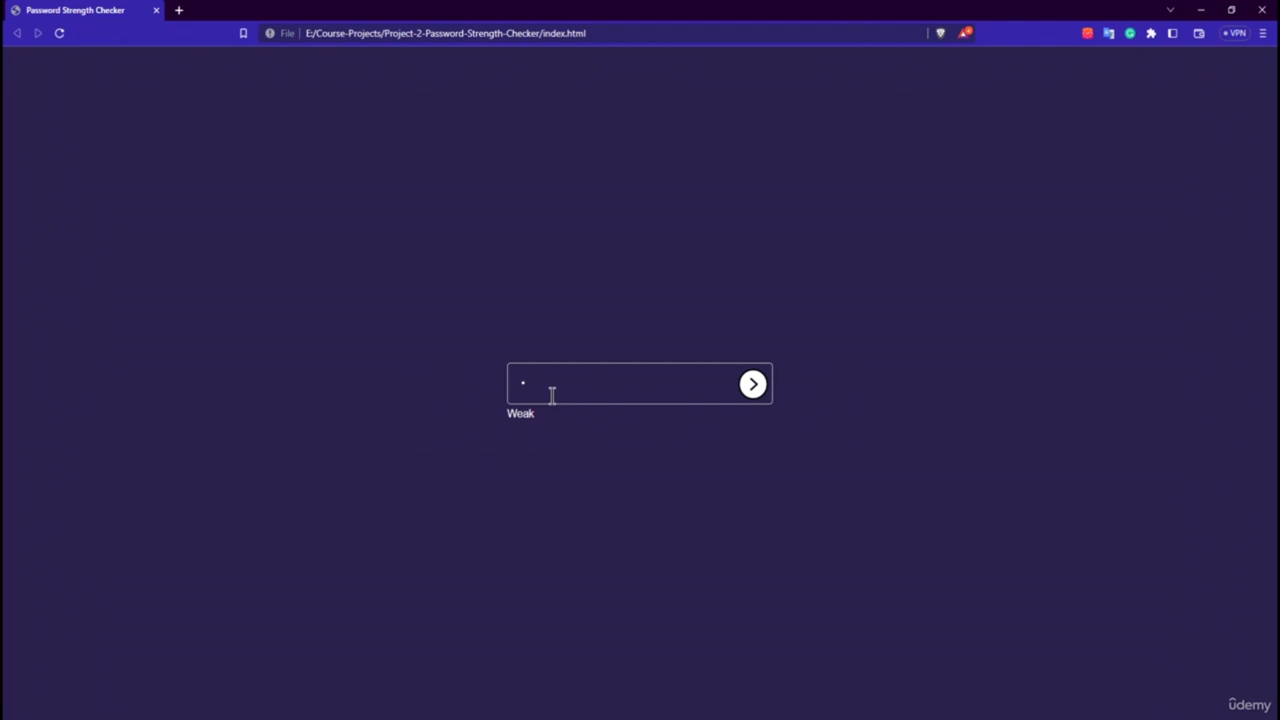 Password Strength Checker
File
E:/Course-Projects/Project-2-Password-Strength-Checker/index.html
VPN
Weak
ûdemy